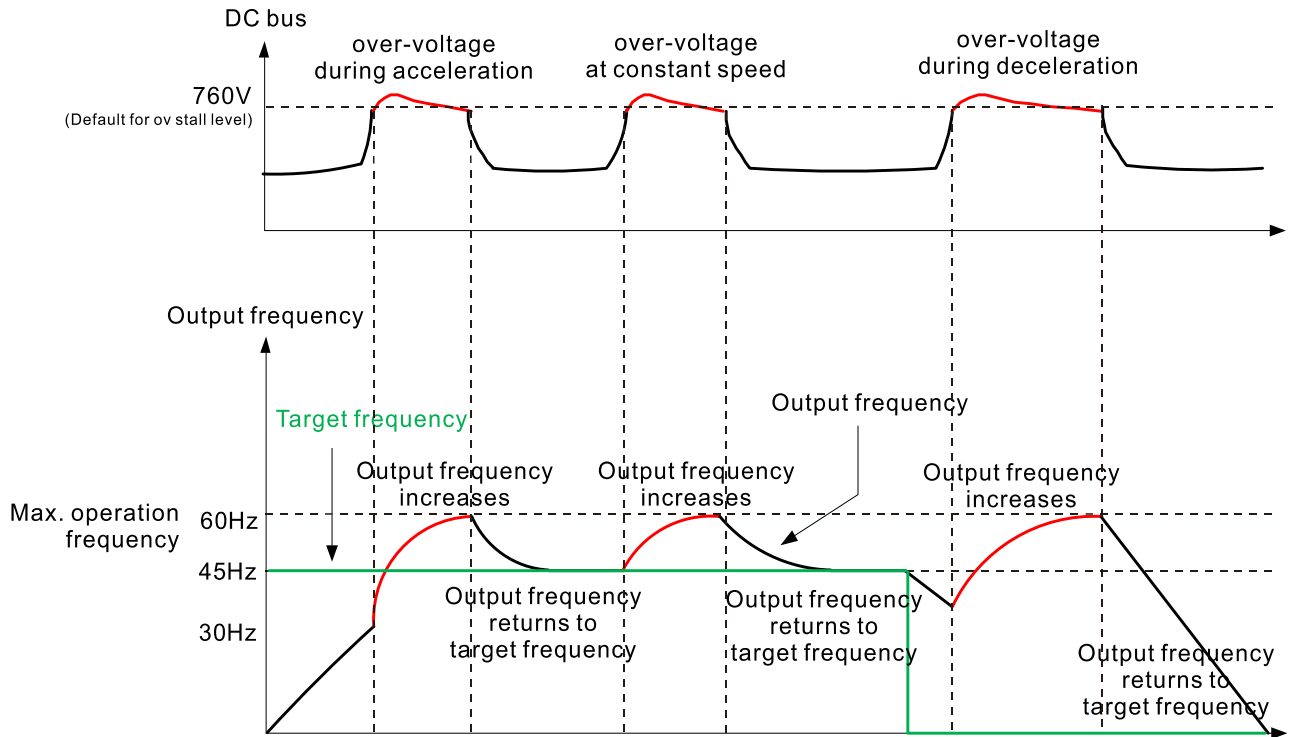 DC bus
over-voltage
during acceleration
over-voltage
at constant speed
over-voltage
during deceleration
760V
(Default for ov stall level)
Output frequency
Target frequency
Output frequency
Output frequency
increases
Output frequency
increases
Output frequency
increases
Max. operation
frequency
60Hz
45Hz
30Hz
Output frequency
returns to
target frequency
Output frequency
returns to
target frequency
Output frequency
returns to
target frequency